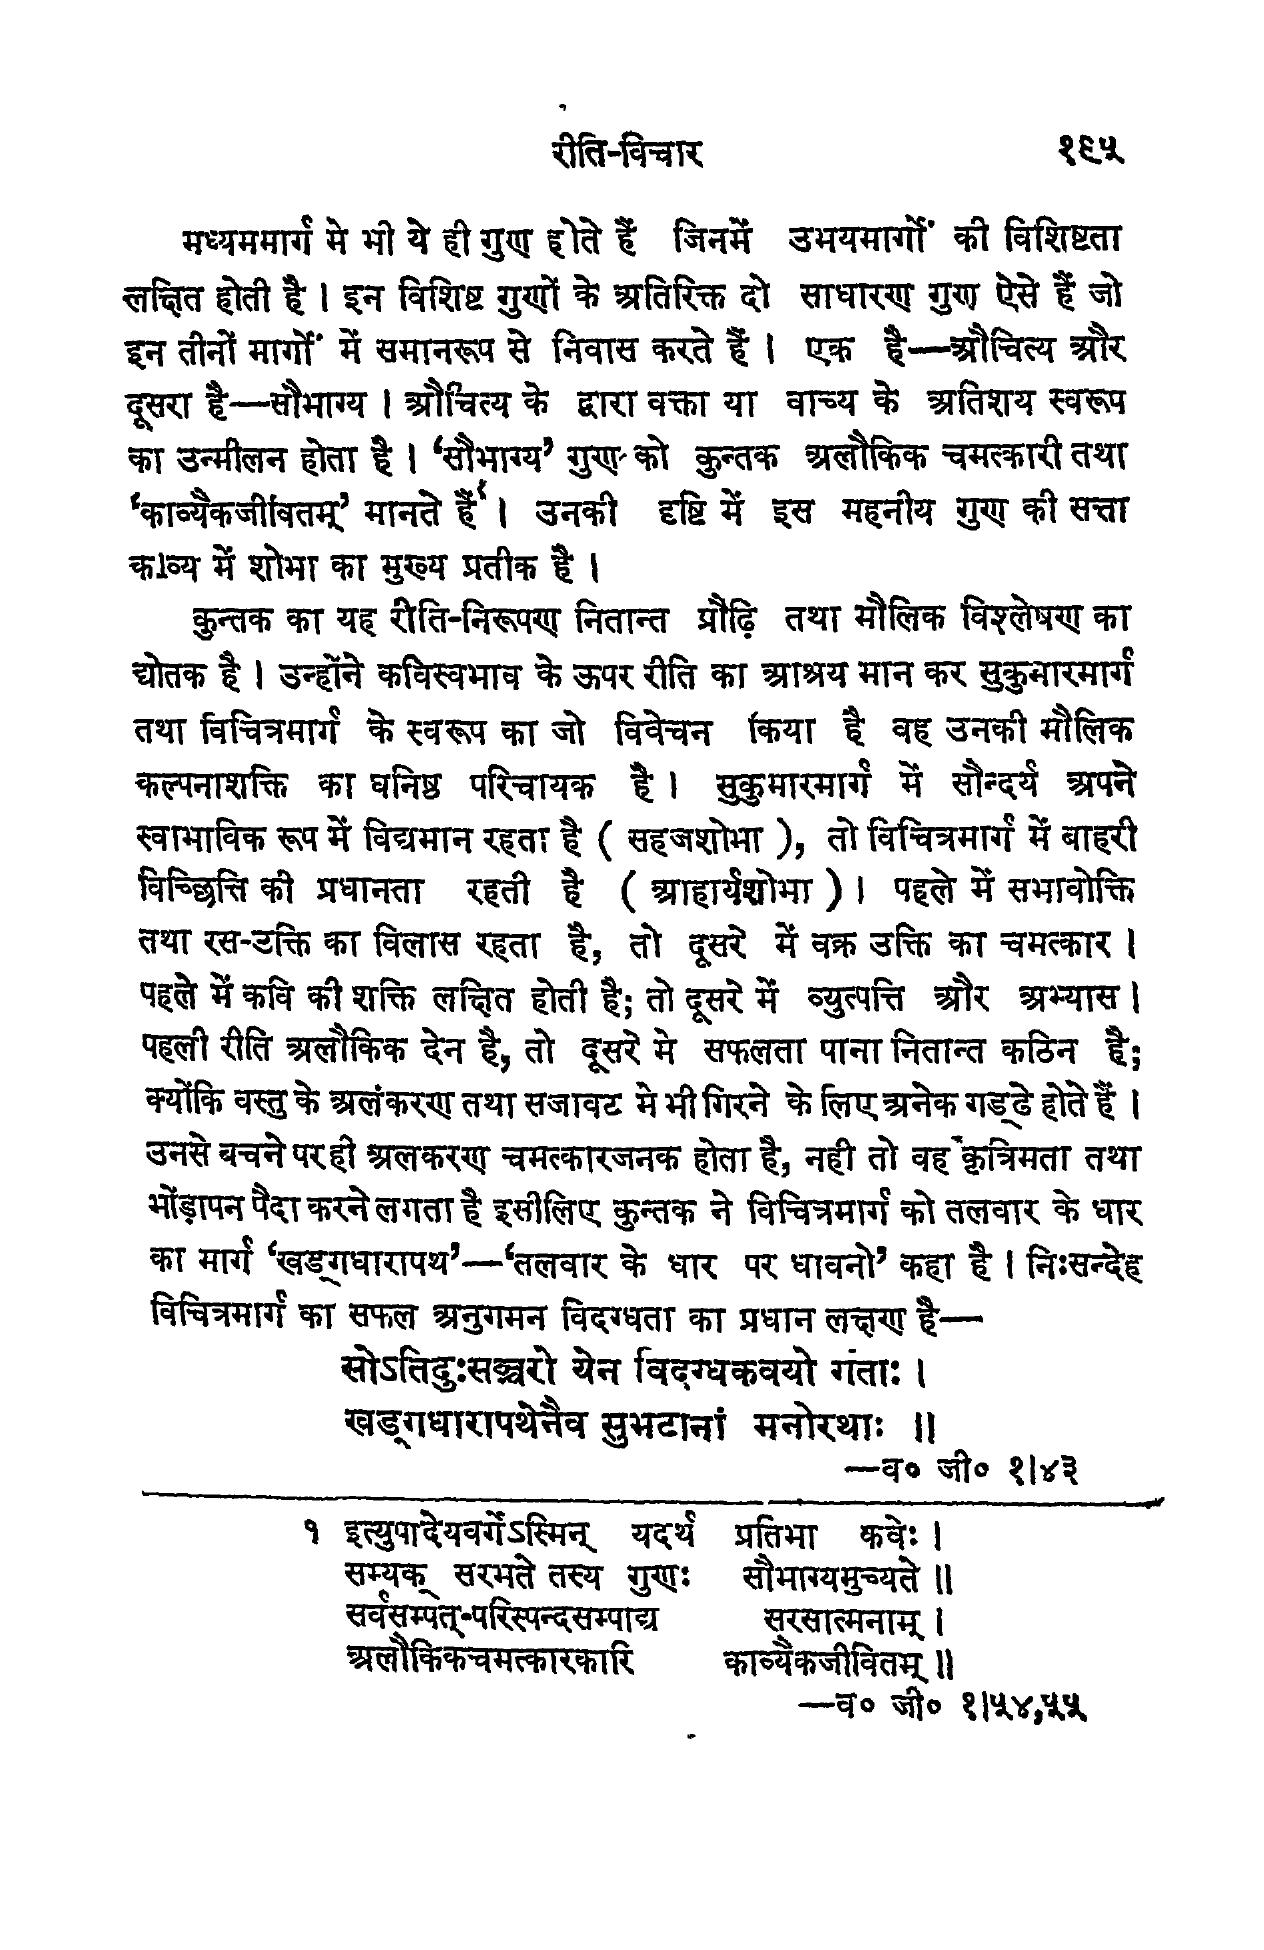 रीति-विचार १९५
मध्यममार्ग मे भी ये ही गुण होते हैं जिनमें उभयमार्गों की विशिष्टता
लक्षित होती है । इन विशिष्ट गुणों के अतिरिक्त दो साधारण गुण ऐसे हैं जो
इन तीनों मार्गों में समानरूप से निवास करते हैं । एक है—औचित्य और
दूसरा है—सौभाग्य । औचित्य के द्वारा वक्ता या वाच्य के अतिशय स्वरूप
का उन्मीलन होता है । ‘सौभाग्य’ गुण को कुन्तक अलौकिक चमत्कारी तथा
‘काव्यैकजीवितम्’ मानते हैं¹ । उनकी दृष्टि में इस महनीय गुण की सत्ता
काव्य में शोभा का मुख्य प्रतीक है ।
कुन्तक का यह रीति-निरूपण नितान्त प्रौढ़ि तथा मौलिक विश्लेषण का
द्योतक है । उन्होंने कविस्वभाव के ऊपर रीति का आश्रय मान कर सुकुमारमार्ग
तथा विचित्रमार्ग के स्वरूप का जो विवेचन किया है वह उनकी मौलिक
कल्पनाशक्ति का घनिष्ठ परिचायक है । सुकुमारमार्ग में सौन्दर्य अपने
स्वाभाविक रूप में विद्यमान रहता है ( सहजशोभा ), तो विचित्रमार्ग में बाहरी
विच्छित्ति की प्रधानता रहती है ( आहार्यशोभा ) । पहले में सभावोक्ति
तथा रस-उक्ति का विलास रहता है, तो दूसरे में वक्र उक्ति का चमत्कार ।
पहले में कवि की शक्ति लक्षित होती है; तो दूसरे में व्युत्पत्ति और अभ्यास ।
पहली रीति अलौकिक देन है, तो दूसरे मे सफलता पाना नितान्त कठिन है;
क्योंकि वस्तु के अलंकरण तथा सजावट मे भी गिरने के लिए अनेक गड्ढे होते हैं ।
उनसे बचने पर ही अलकरण चमत्कारजनक होता है, नही तो वह कृत्रिमता तथा
भोंड़ापन पैदा करने लगता है इसीलिए कुन्तक ने विचित्रमार्ग को तलवार के धार
का मार्ग ‘खड्गधारापथ’—‘तलवार के धार पर धावनो’ कहा है । निःसन्देह
विचित्रमार्ग का सफल अनुगमन विदग्धता का प्रधान लक्षण है—
सोऽतिदुःसञ्चरो येन विदग्धकवयो गताः ।
खड्गधारापथेनैव सुभटानां मनोरथाः ॥
—व० जी० १।४३
१ इत्युपादेयवर्गेऽस्मिन् यदर्थ प्रतिभा कवेः ।
सम्यक् सरभते तस्य गुणः सौभाग्यमुच्यते ॥
सर्वसम्पत्-परिस्पन्दसम्पाद्य सरसात्मनाम् ।
अलौकिकचमत्कारकारि काव्यैकजीवितम् ॥
—व० जी० १।५४,५५